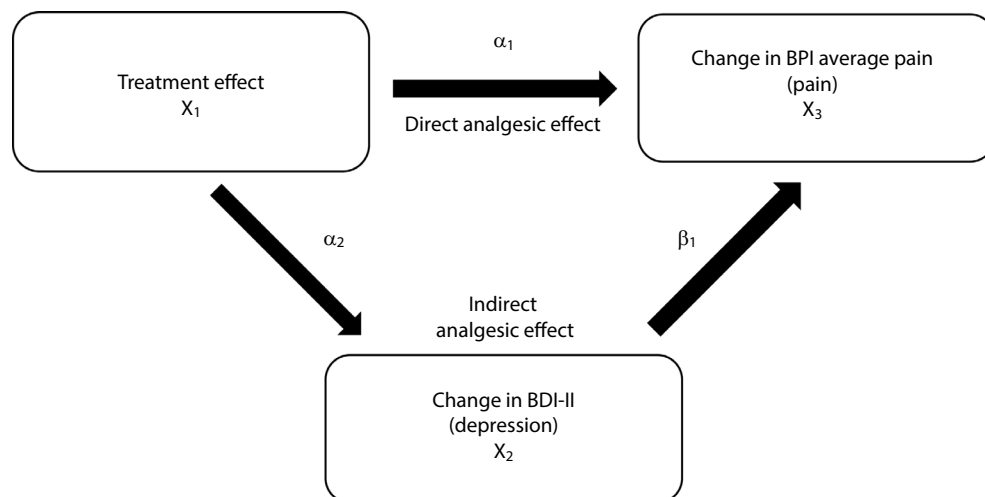 Treatment effect
X₁
α₁
Direct analgesic effect
Change in BPI average pain
(pain)
X₃
α₂
β₁
Indirect
analgesic effect
Change in BDI-II
(depression)
X₂